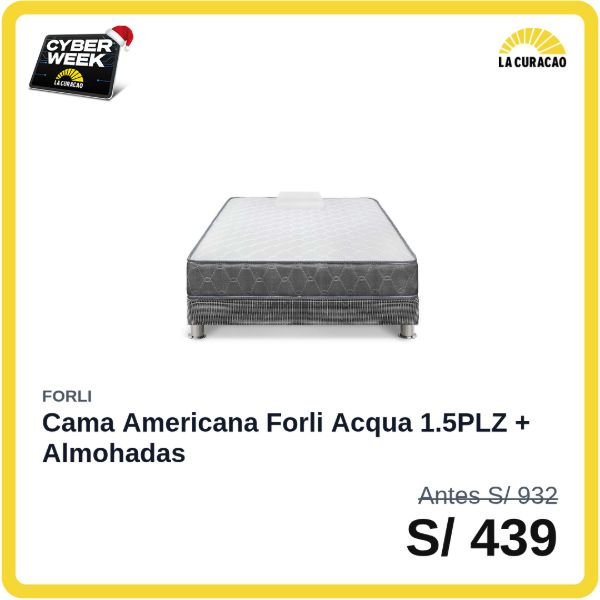 CYBER
WEEK
LA CURACAO
LA CURACAO
FORLI
Cama Americana Forli Acqua 1.5PLZ +
Almohadas
Antes S/ 932
S/ 439